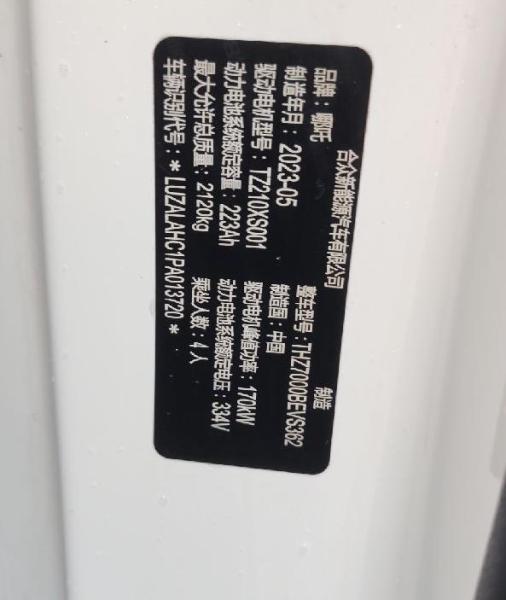 合众新能源汽车有限公司 制造
品牌：哪吒 整车型号：THZ7000BEVS362
制造年月：2023-05 制造国：中国
驱动电机型号：TZ210XS001 驱动电机峰值功率：170kW
动力电池系统额定容量：223Ah 动力电池系统额定电压：334V
最大允许总质量：2120kg 乘坐人数：4人
车辆识别代号：＊LUZALAHC1PA013720＊